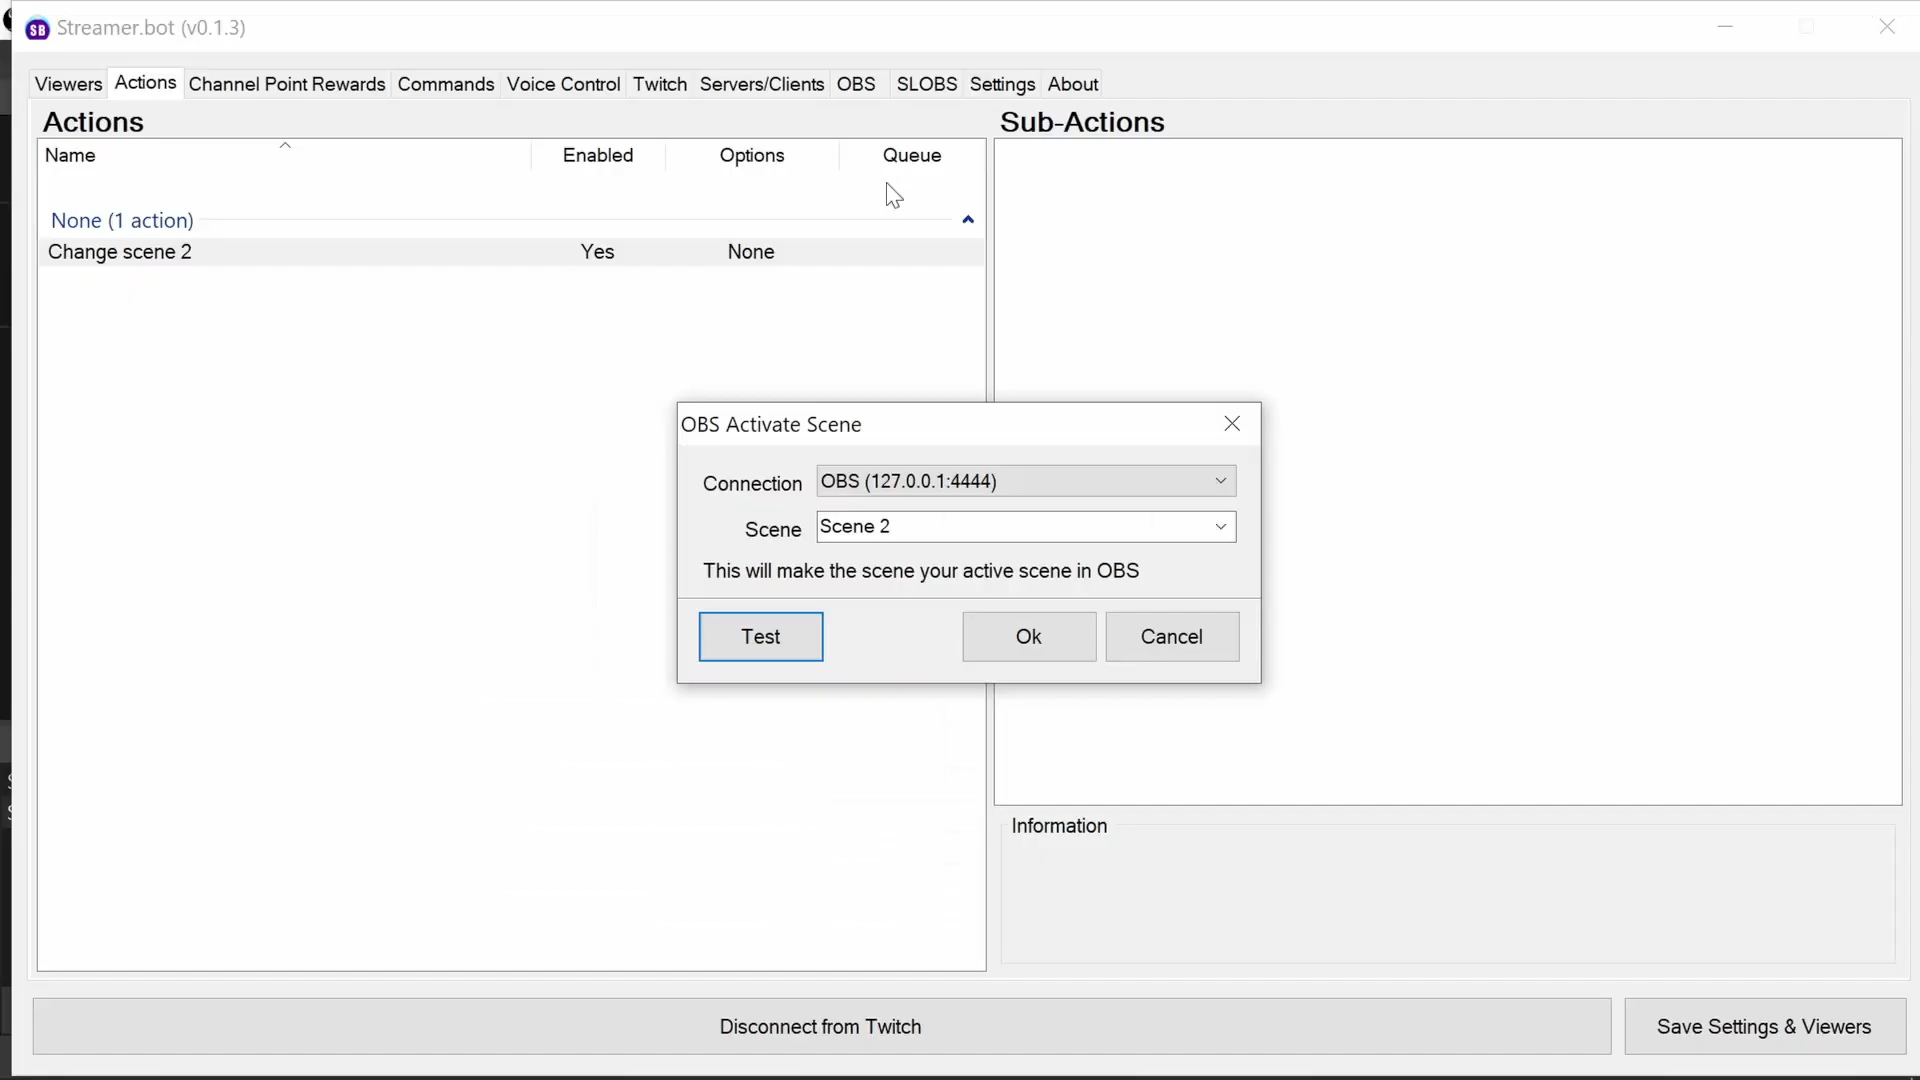 SB Streamer.bot (v0.1.3)
Viewers Actions Channel Point Rewards Commands Voice Control Twitch Servers/Clients OBS SLOBS Settings About
Actions
Name Enabled Options Queue
None (1 action)
Change scene 2 Yes None
Sub-Actions
OBS Activate Scene
Connection OBS (127.0.0.1:4444)
Scene Scene 2
This will make the scene your active scene in OBS
Test Ok Cancel
Information
Disconnect from Twitch Save Settings & Viewers